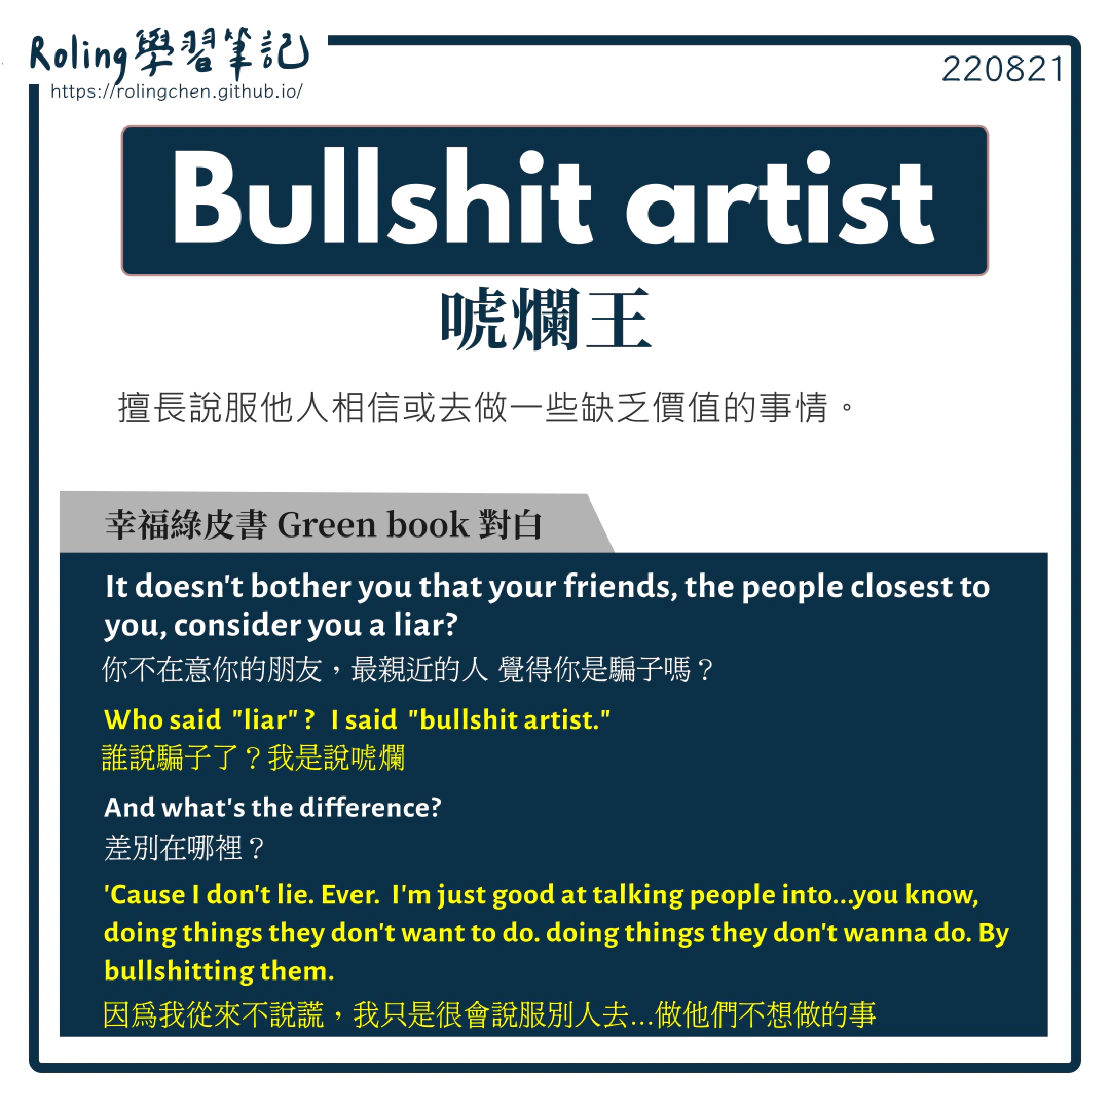 Roling學習筆記
https://rolingchen.github.io/
220821
Bullshit artist
唬爛王
擅長說服他人相信或去做一些缺乏價值的事情。
幸福綠皮書 Green book 對白
It doesn't bother you that your friends, the people closest to
you, consider you a liar?
你不在意你的朋友，最親近的人 覺得你是騙子嗎？
Who said "liar" ? I said "bullshit artist."
誰說騙子了？我是說唬爛
And what's the difference?
差別在哪裡？
'Cause I don't lie. Ever. I'm just good at talking people into...you know,
doing things they don't want to do. doing things they don't wanna do. By
bullshitting them.
因爲我從來不說謊，我只是很會說服別人去...做他們不想做的事